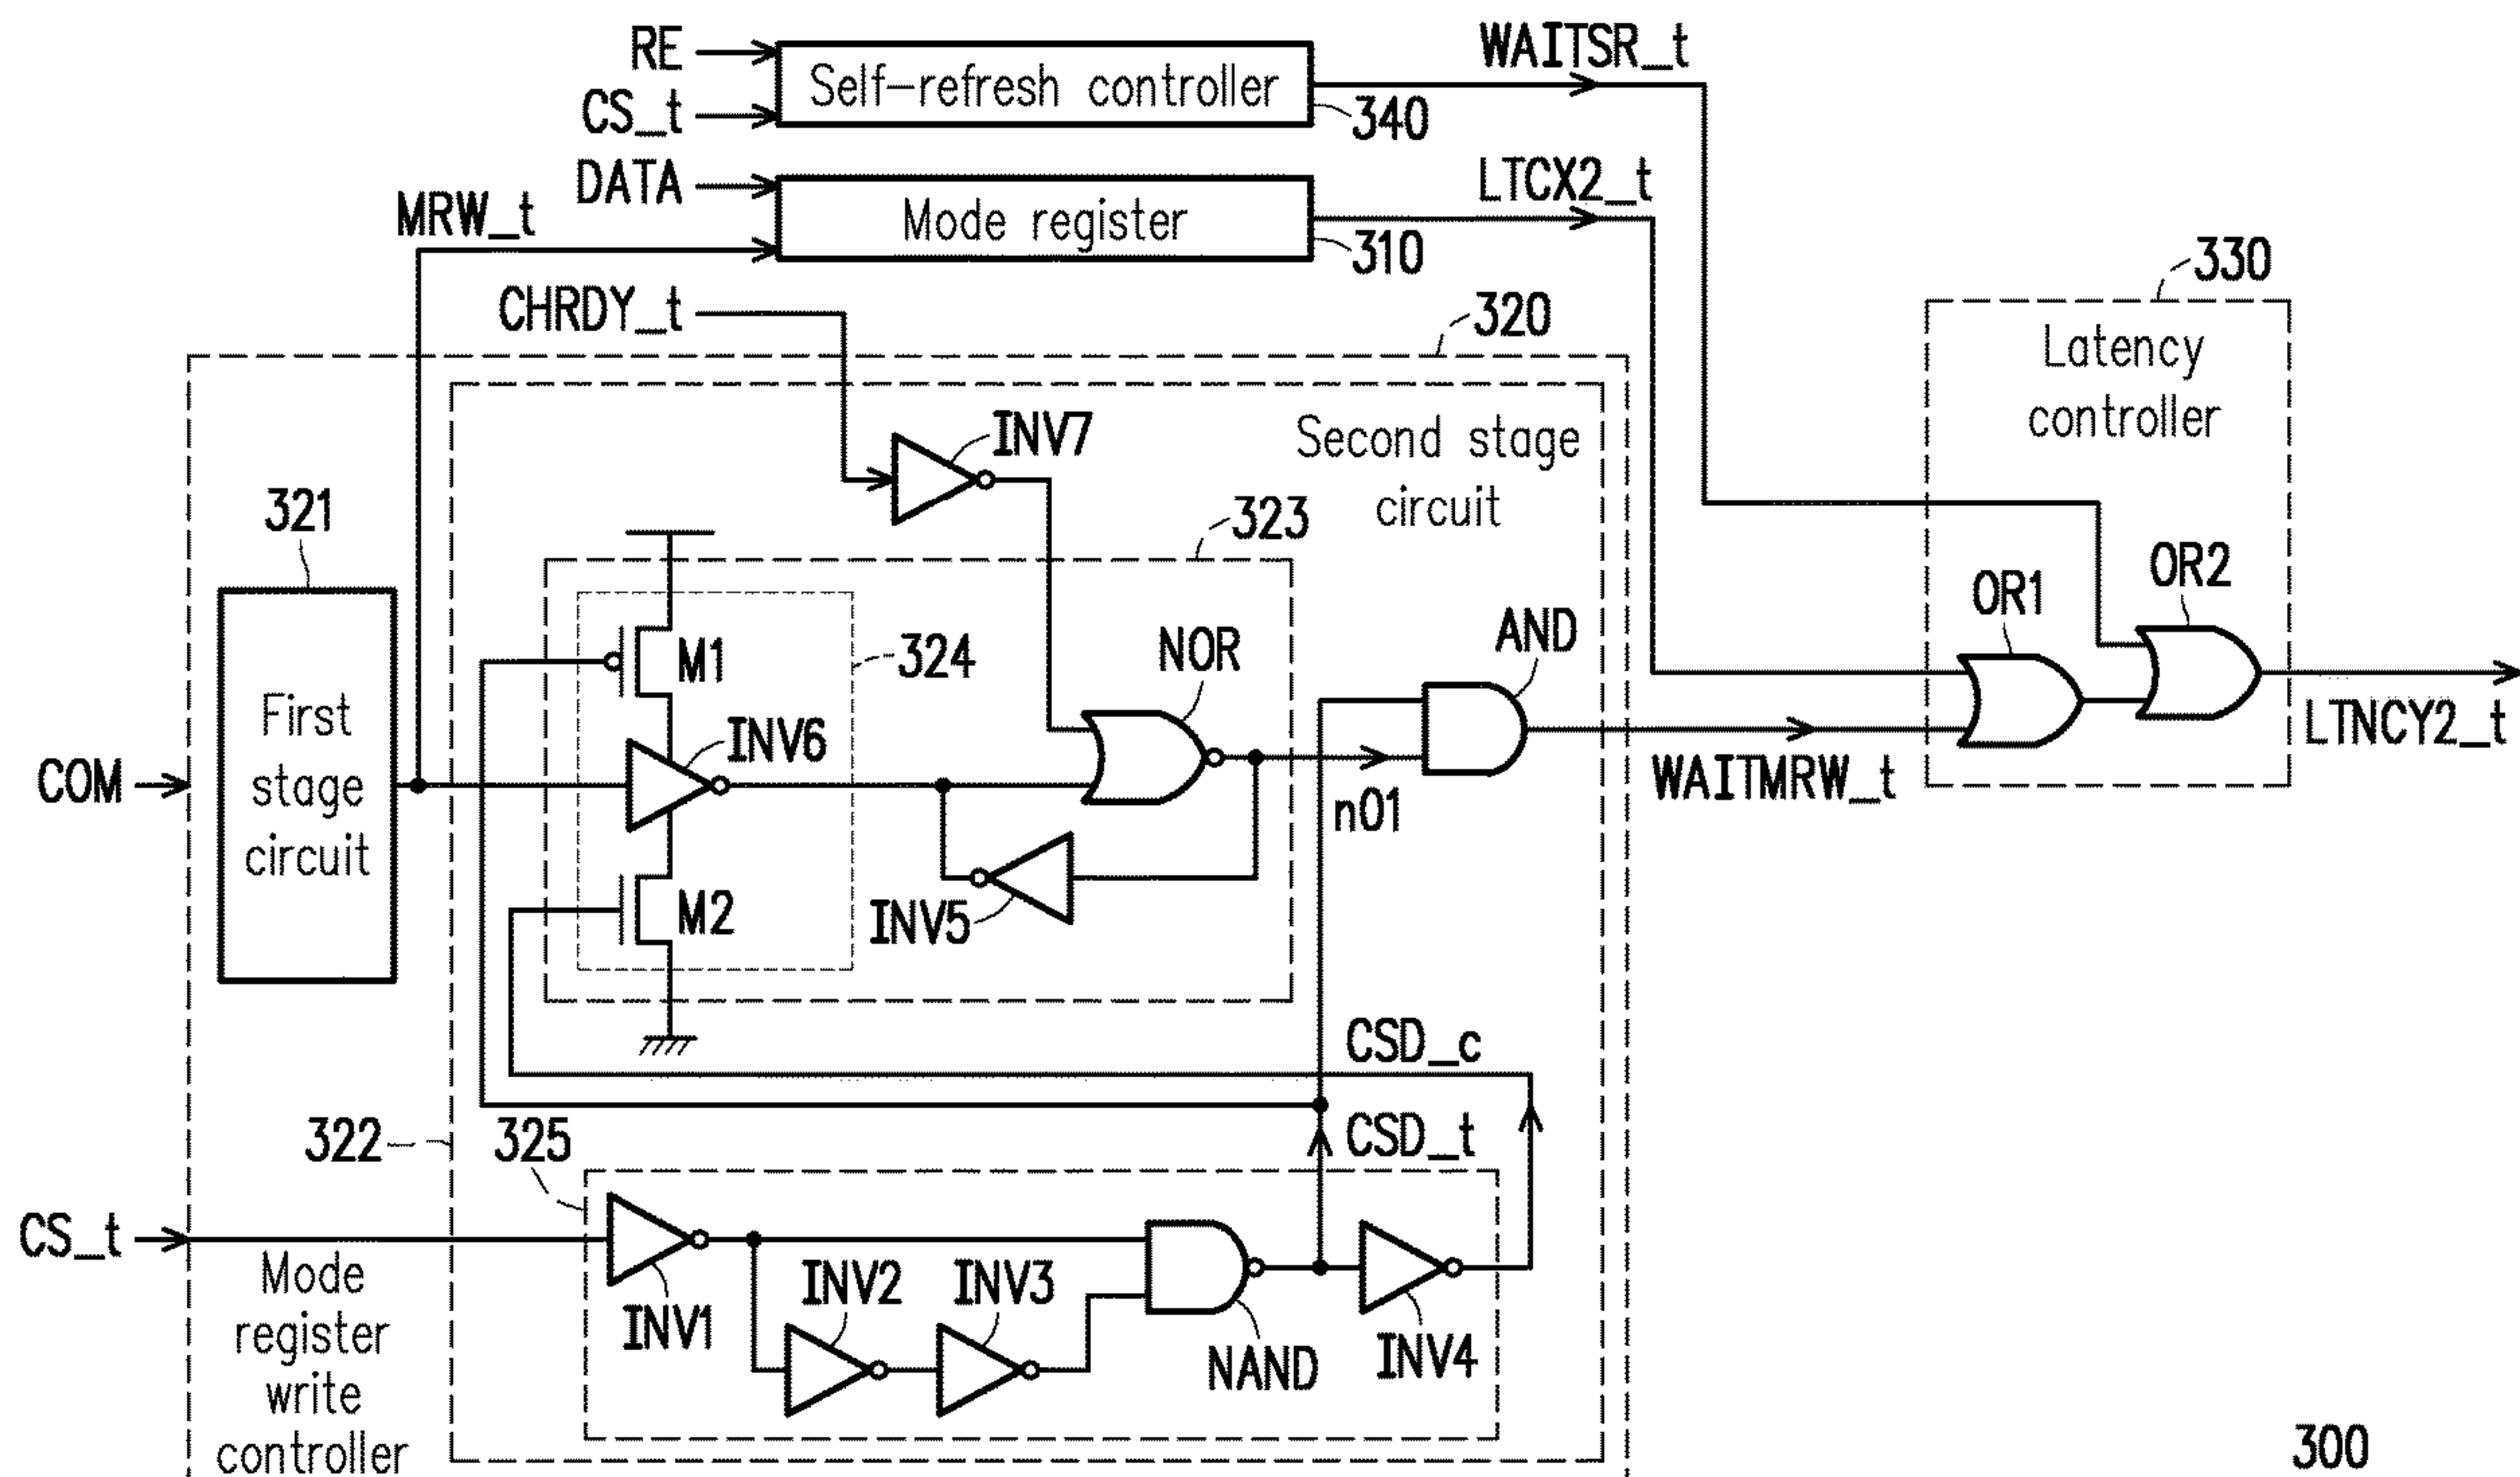 RE
CS_t
Self-refresh controller
340
WAITSR_t
DATA
MRW_t
Mode register
310
LTCX2_t
CHRDY_t
320
330
Latency
controller
INV7
Second stage
circuit
321
323
First
stage
circuit
COM
M1
324
INV6
NOR
AND
OR1
OR2
LTNCY2_t
n01
WAITMRW_t
M2
INV5
CSD_c
322
325
CSD_t
CS_t
Mode
register
write
controller
INV1
INV2
INV3
NAND
INV4
300